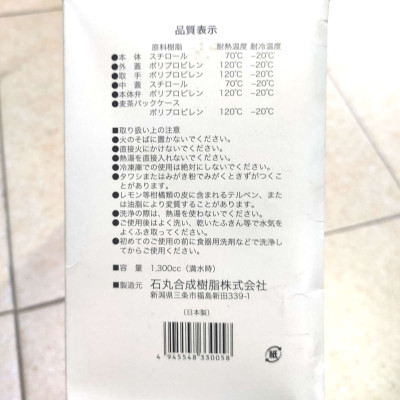 品質表示
原料樹脂 耐熱温度 耐冷温度
●本体 スチロール 70℃ −20℃
●外蓋 ポリプロピレン 120℃ −20℃
●取手 ポリプロピレン 120℃ −20℃
●中蓋 スチロール 70℃ −20℃
●本体弁 ポリプロピレン 120℃ −20℃
●麦茶パックケース
ポリプロピレン 120℃ −20℃
■取り扱い上の注意
●火のそばに置かないでください。
●直接火にかけないでください。
●熱湯を直接入れないでください。
●冷凍庫での使用は絶対にしないでください。
●タワシまたはみがき粉でみがくときずがつくこ
とがあります。
●レモン等柑橘類の皮に含まれるテルペン、また
は油脂により変質することがあります。
●洗浄の際は、熱湯を使わないでください。
●ご使用後はよく洗い、乾いたふきん等で水気を
よくふき取ってください。
●初めてのご使用の前に食器用洗剤などで洗浄し
てからご使用ください。
■容量 1,300cc（満水時）
■製造元 石丸合成樹脂株式会社
新潟県三条市福島新田339-1
（日本製）
4 945548 330058
紙